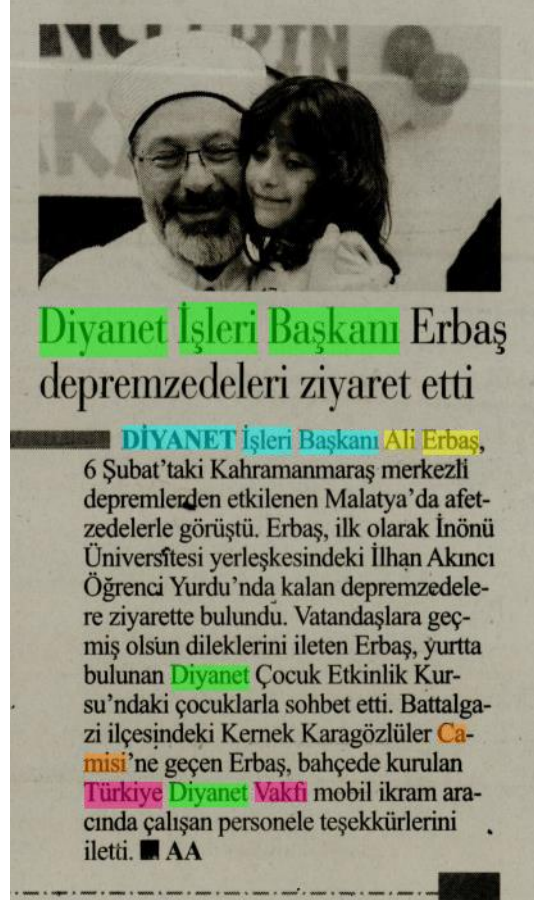 Diyanet İşleri Başkanı Erbaş
depremzedeleri ziyaret etti
DİYANET İşleri Başkanı Ali Erbaş,
6 Şubat'taki Kahramanmaraş merkezli
depremlerden etkilenen Malatya'da afet-
zedelerle görüştü. Erbaş, ilk olarak İnönü
Üniversitesi yerleşkesindeki İlhan Akıncı
Öğrenci Yurdu'nda kalan depremzedele-
re ziyarette bulundu. Vatandaşlara geç-
miş olsun dileklerini ileten Erbaş, yurtta
bulunan Diyanet Çocuk Etkinlik Kur-
su'ndaki çocuklarla sohbet etti. Battalga-
zi ilçesindeki Kernek Karagözlüler Ca-
misi'ne geçen Erbaş, bahçede kurulan
Türkiye Diyanet Vakfı mobil ikram ara-
cında çalışan personele teşekkürlerini
iletti. ■ AA